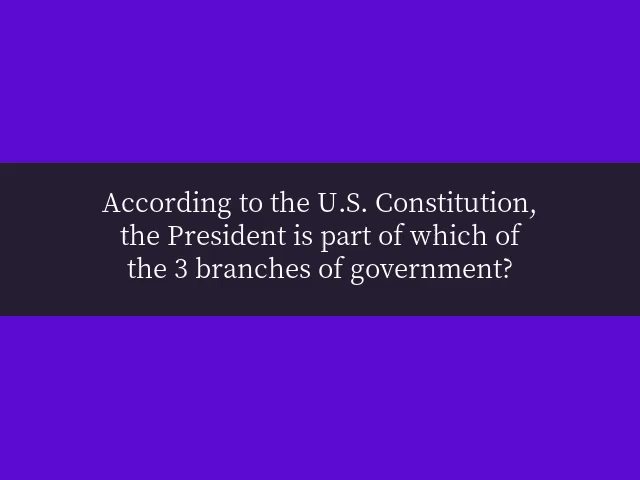 According to the U.S. Constitution,
the President is part of which of
the 3 branches of government?